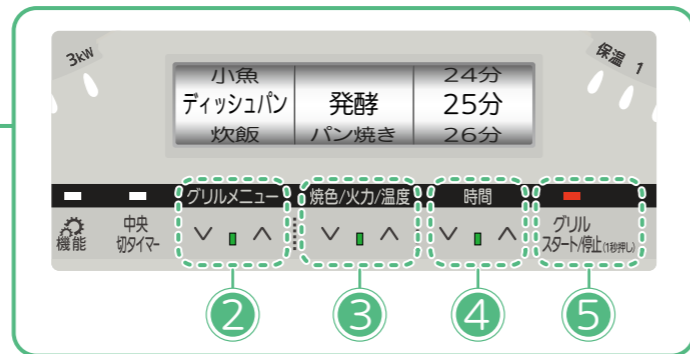 3kW
保温 1
小魚 24分
ディッシュパン 発酵 25分
炊飯 パン焼き 26分
グリルメニュー 焼色/火力/温度 時間
機能
中央
切タイマー
グリル
スタート/停止(1秒押し)
② ③ ④ ⑤